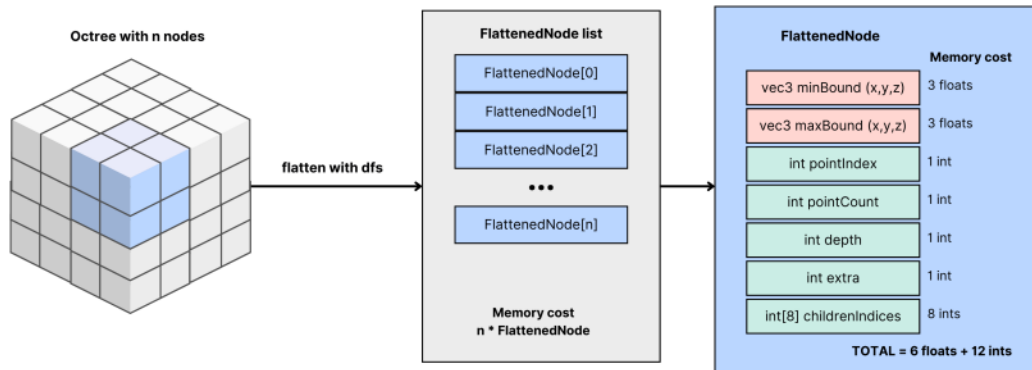 Octree with n nodes
flatten with dfs
FlattenedNode list
FlattenedNode[0]
FlattenedNode[1]
FlattenedNode[2]
•••
FlattenedNode[n]
Memory cost
n * FlattenedNode
FlattenedNode
Memory cost
vec3 minBound (x,y,z) 3 floats
vec3 maxBound (x,y,z) 3 floats
int pointIndex 1 int
int pointCount 1 int
int depth 1 int
int extra 1 int
int[8] childrenIndices 8 ints
TOTAL = 6 floats + 12 ints